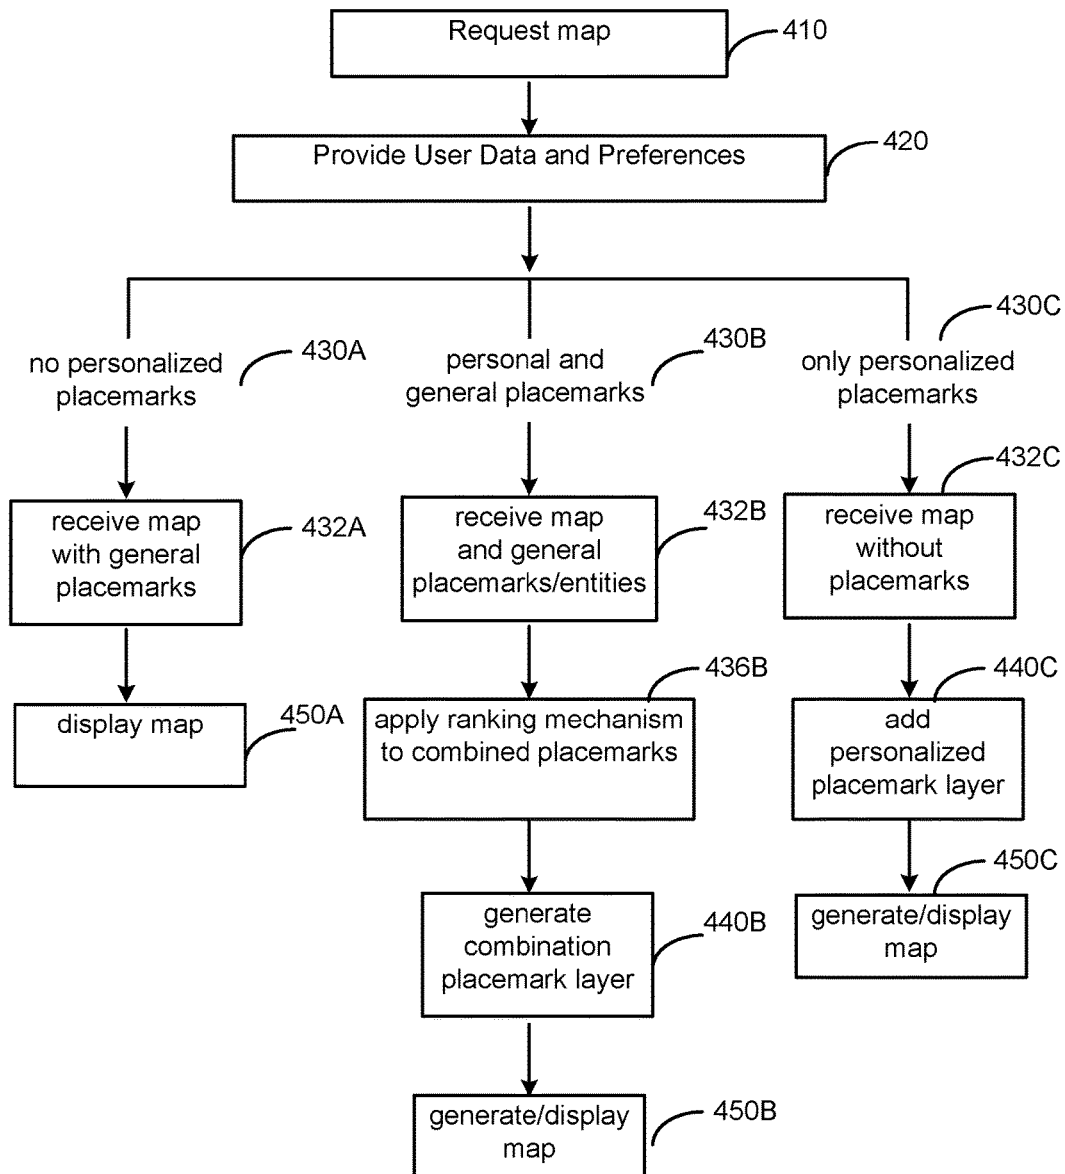 Request map
410
Provide User Data and Preferences
420
no personalized
placemarks
430A
personal and
general placemarks
430B
only personalized
placemarks
430C
receive map
with general
placemarks
432A
receive map
and general
placemarks/entities
432B
receive map
without
placemarks
432C
display map
450A
apply ranking mechanism
to combined placemarks
436B
add
personalized
placemark layer
440C
generate
combination
placemark layer
440B
generate/display
map
450C
generate/display
map
450B